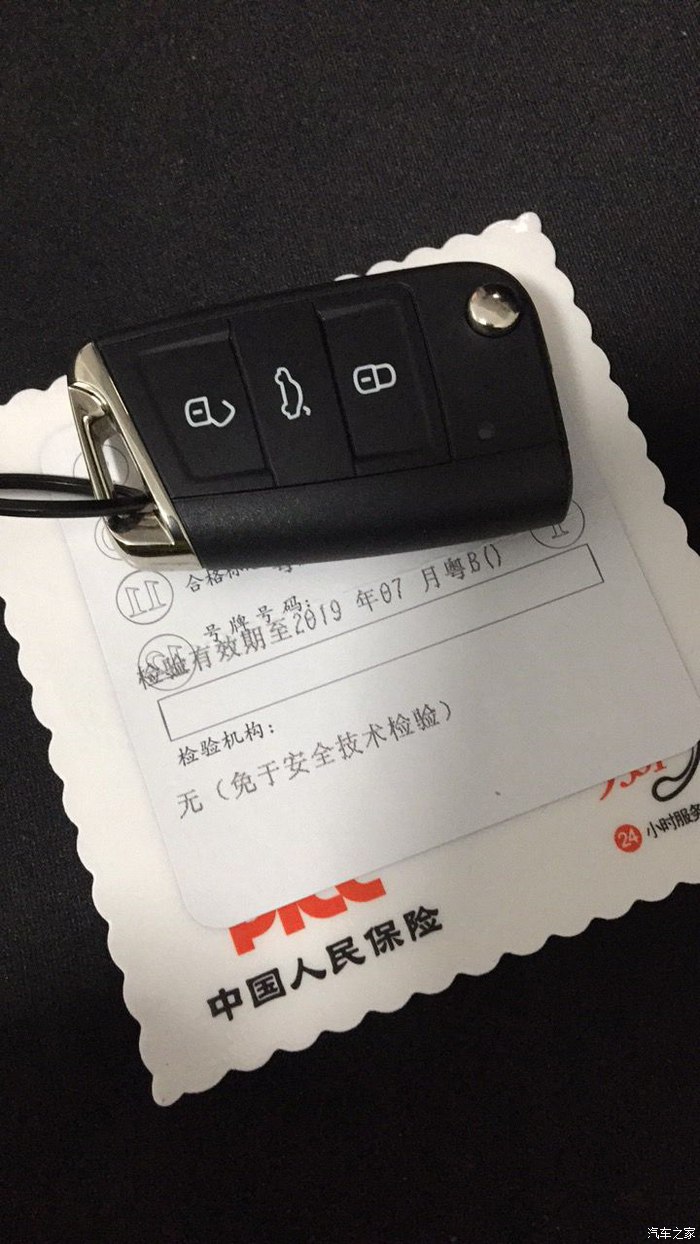 11
合格标
号牌号码:
检验有效期至2019 年07 月粤B()
检验机构:
无（免于安全技术检验）
24 小时服务
PICC
中国人民保险
汽车之家